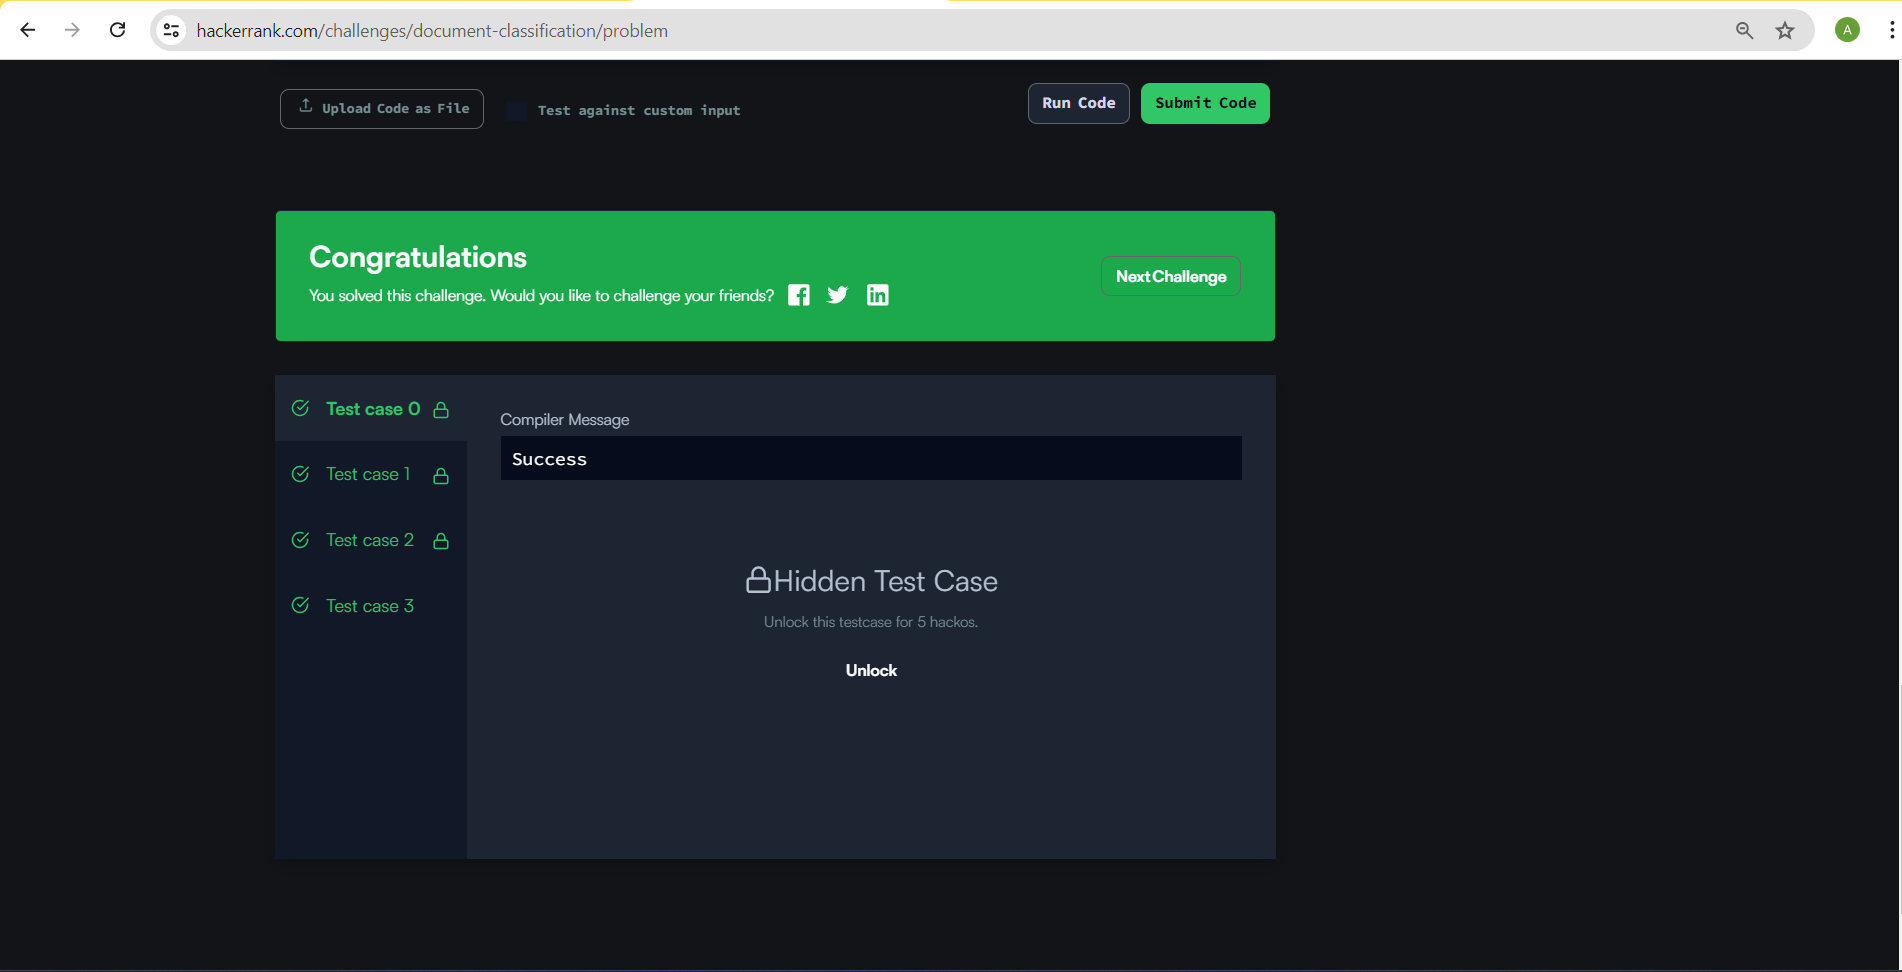 hackerrank.com/challenges/document-classification/problem
A
Upload Code as File
Test against custom input
Run Code
Submit Code
Congratulations
You solved this challenge. Would you like to challenge your friends?
Next Challenge
Test case 0
Test case 1
Test case 2
Test case 3
Compiler Message
Success
Hidden Test Case
Unlock this testcase for 5 hackos.
Unlock